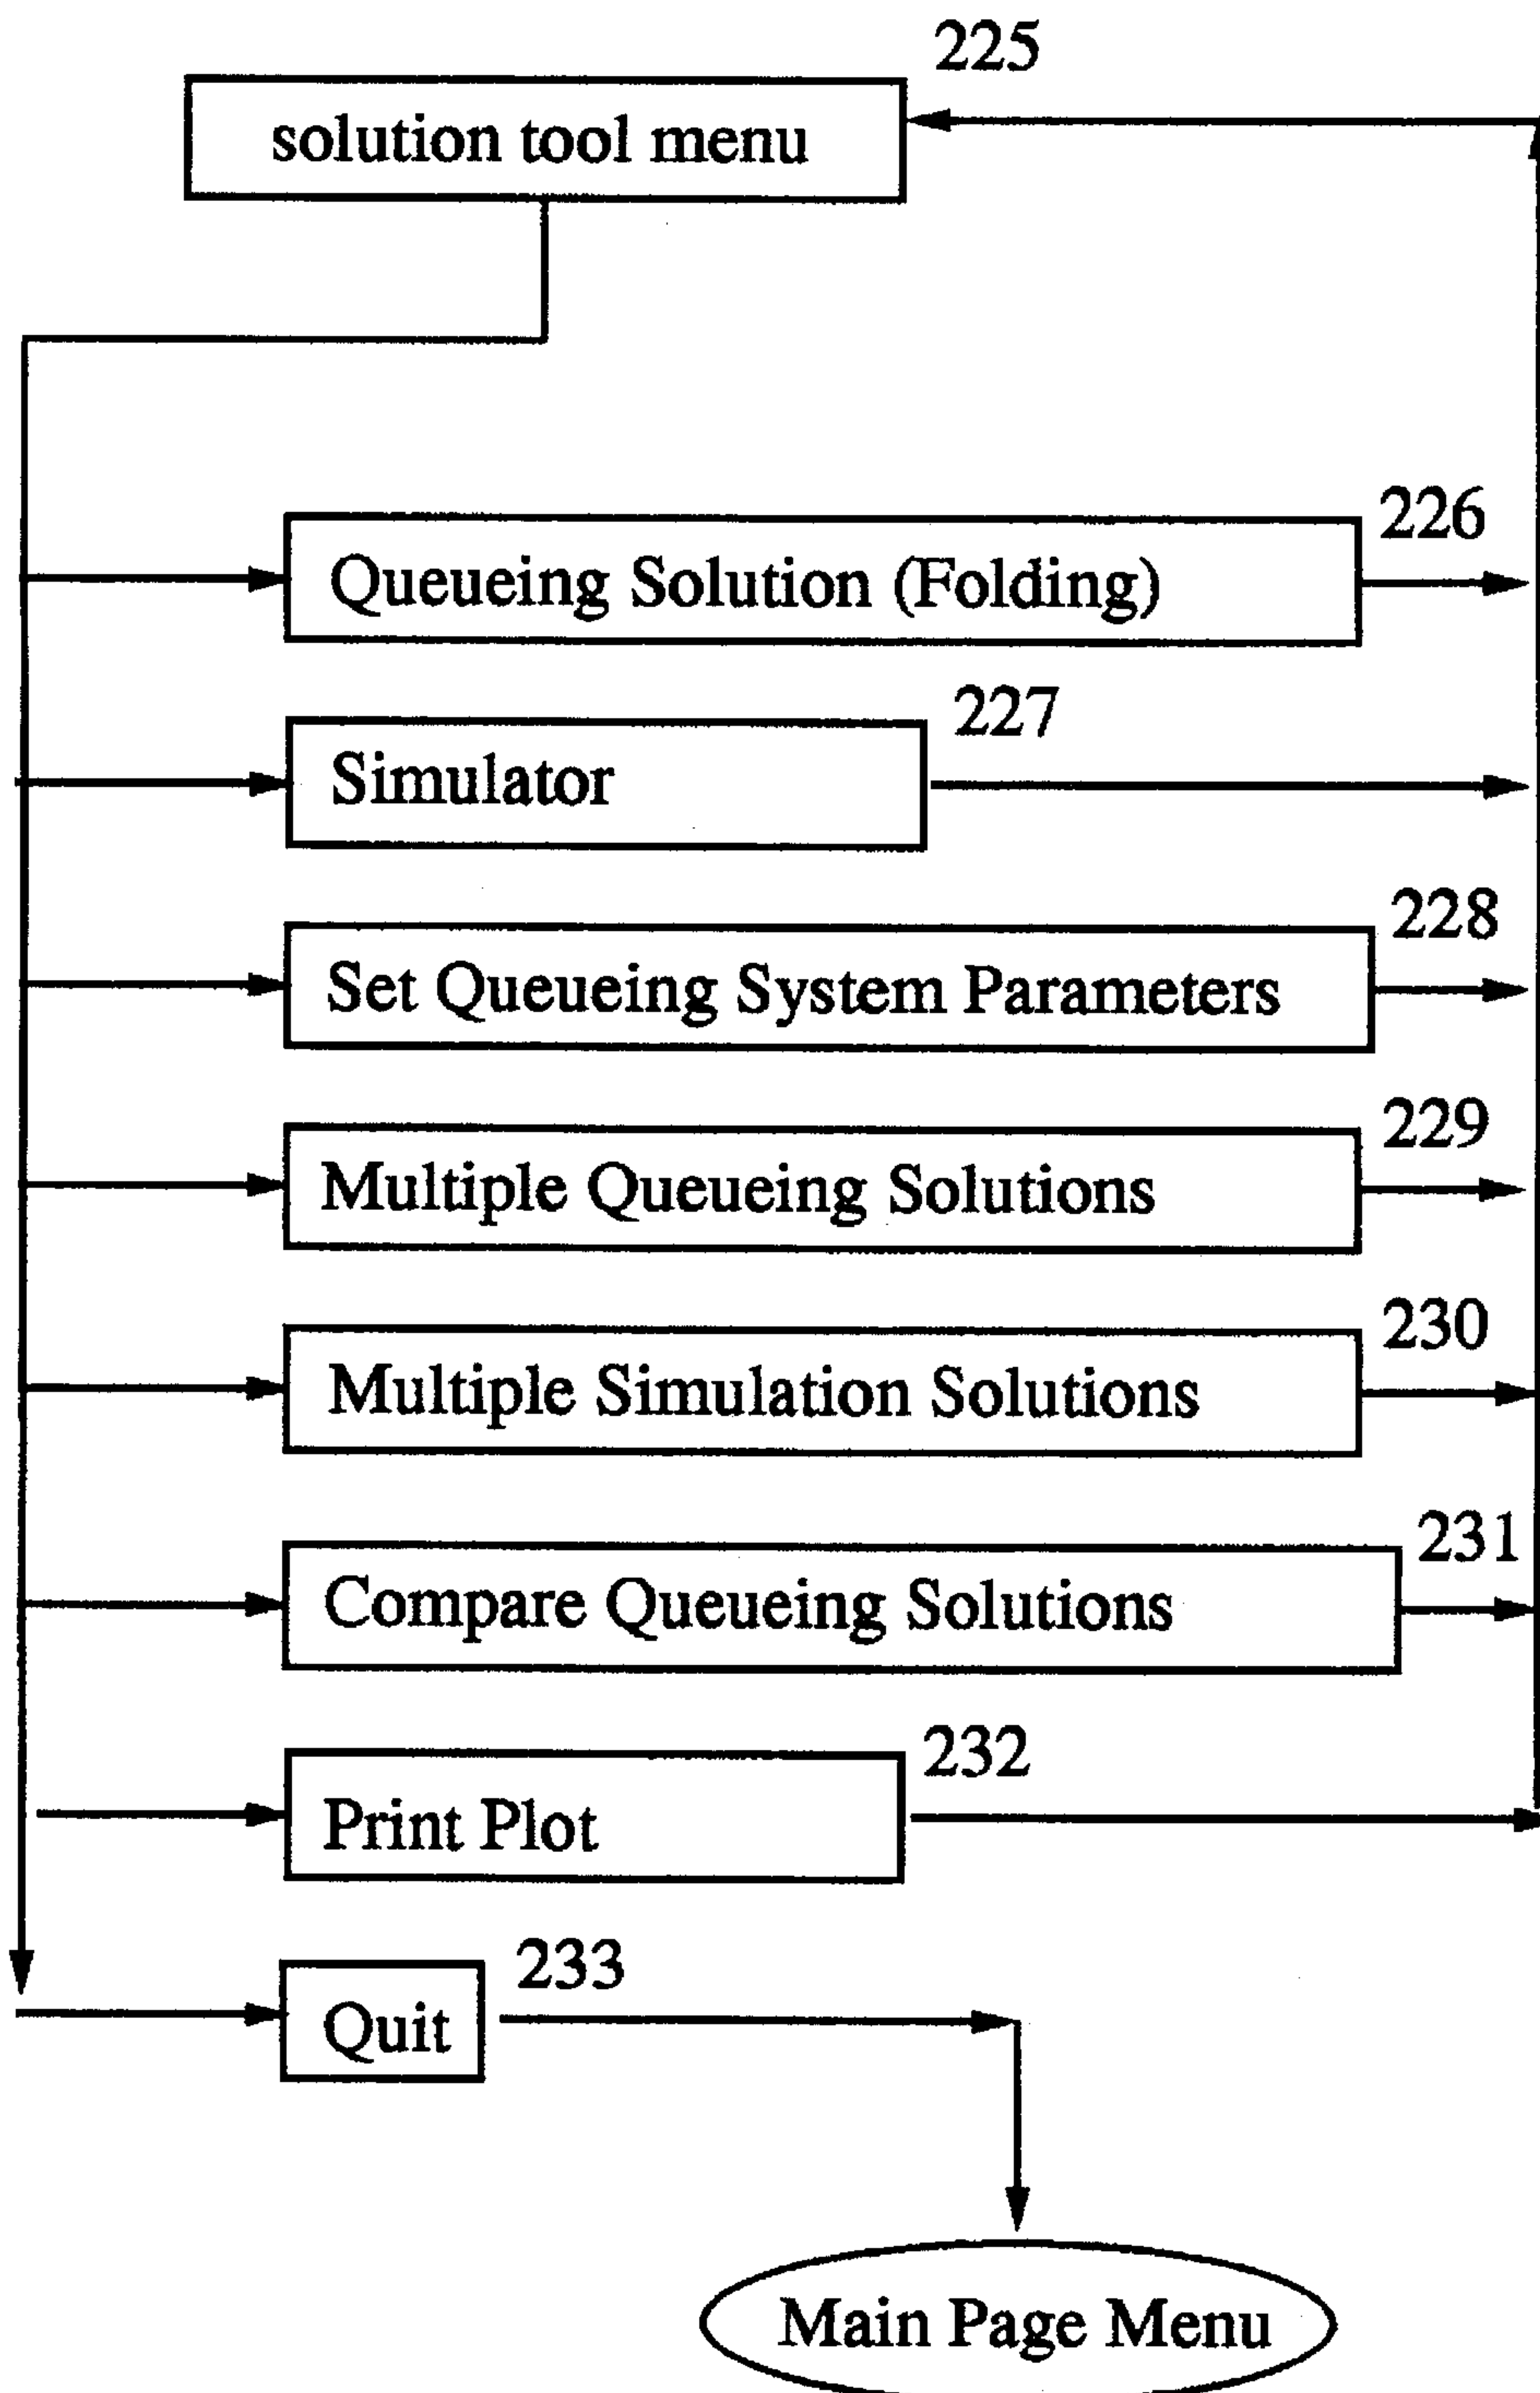 225
solution tool menu
226
Queueing Solution (Folding)
227
Simulator
228
Set Queueing System Parameters
229
Multiple Queueing Solutions
230
Multiple Simulation Solutions
231
Compare Queueing Solutions
232
Print Plot
233
Quit
Main Page Menu